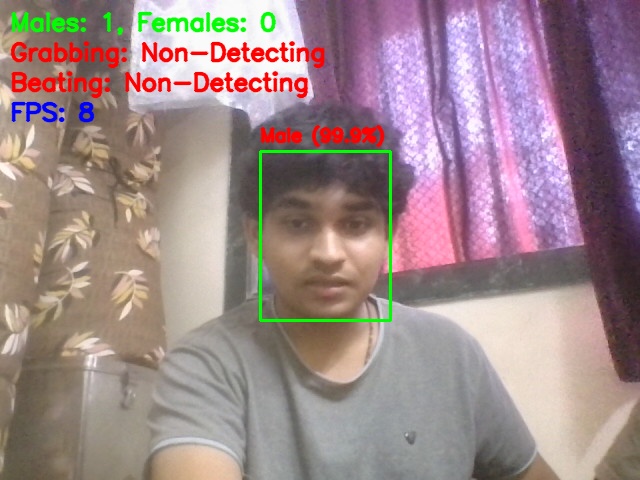 Males: 1, Females: 0
Grabbing: Non-Detecting
Beating: Non-Detecting
FPS: 8
Male (99.9%)